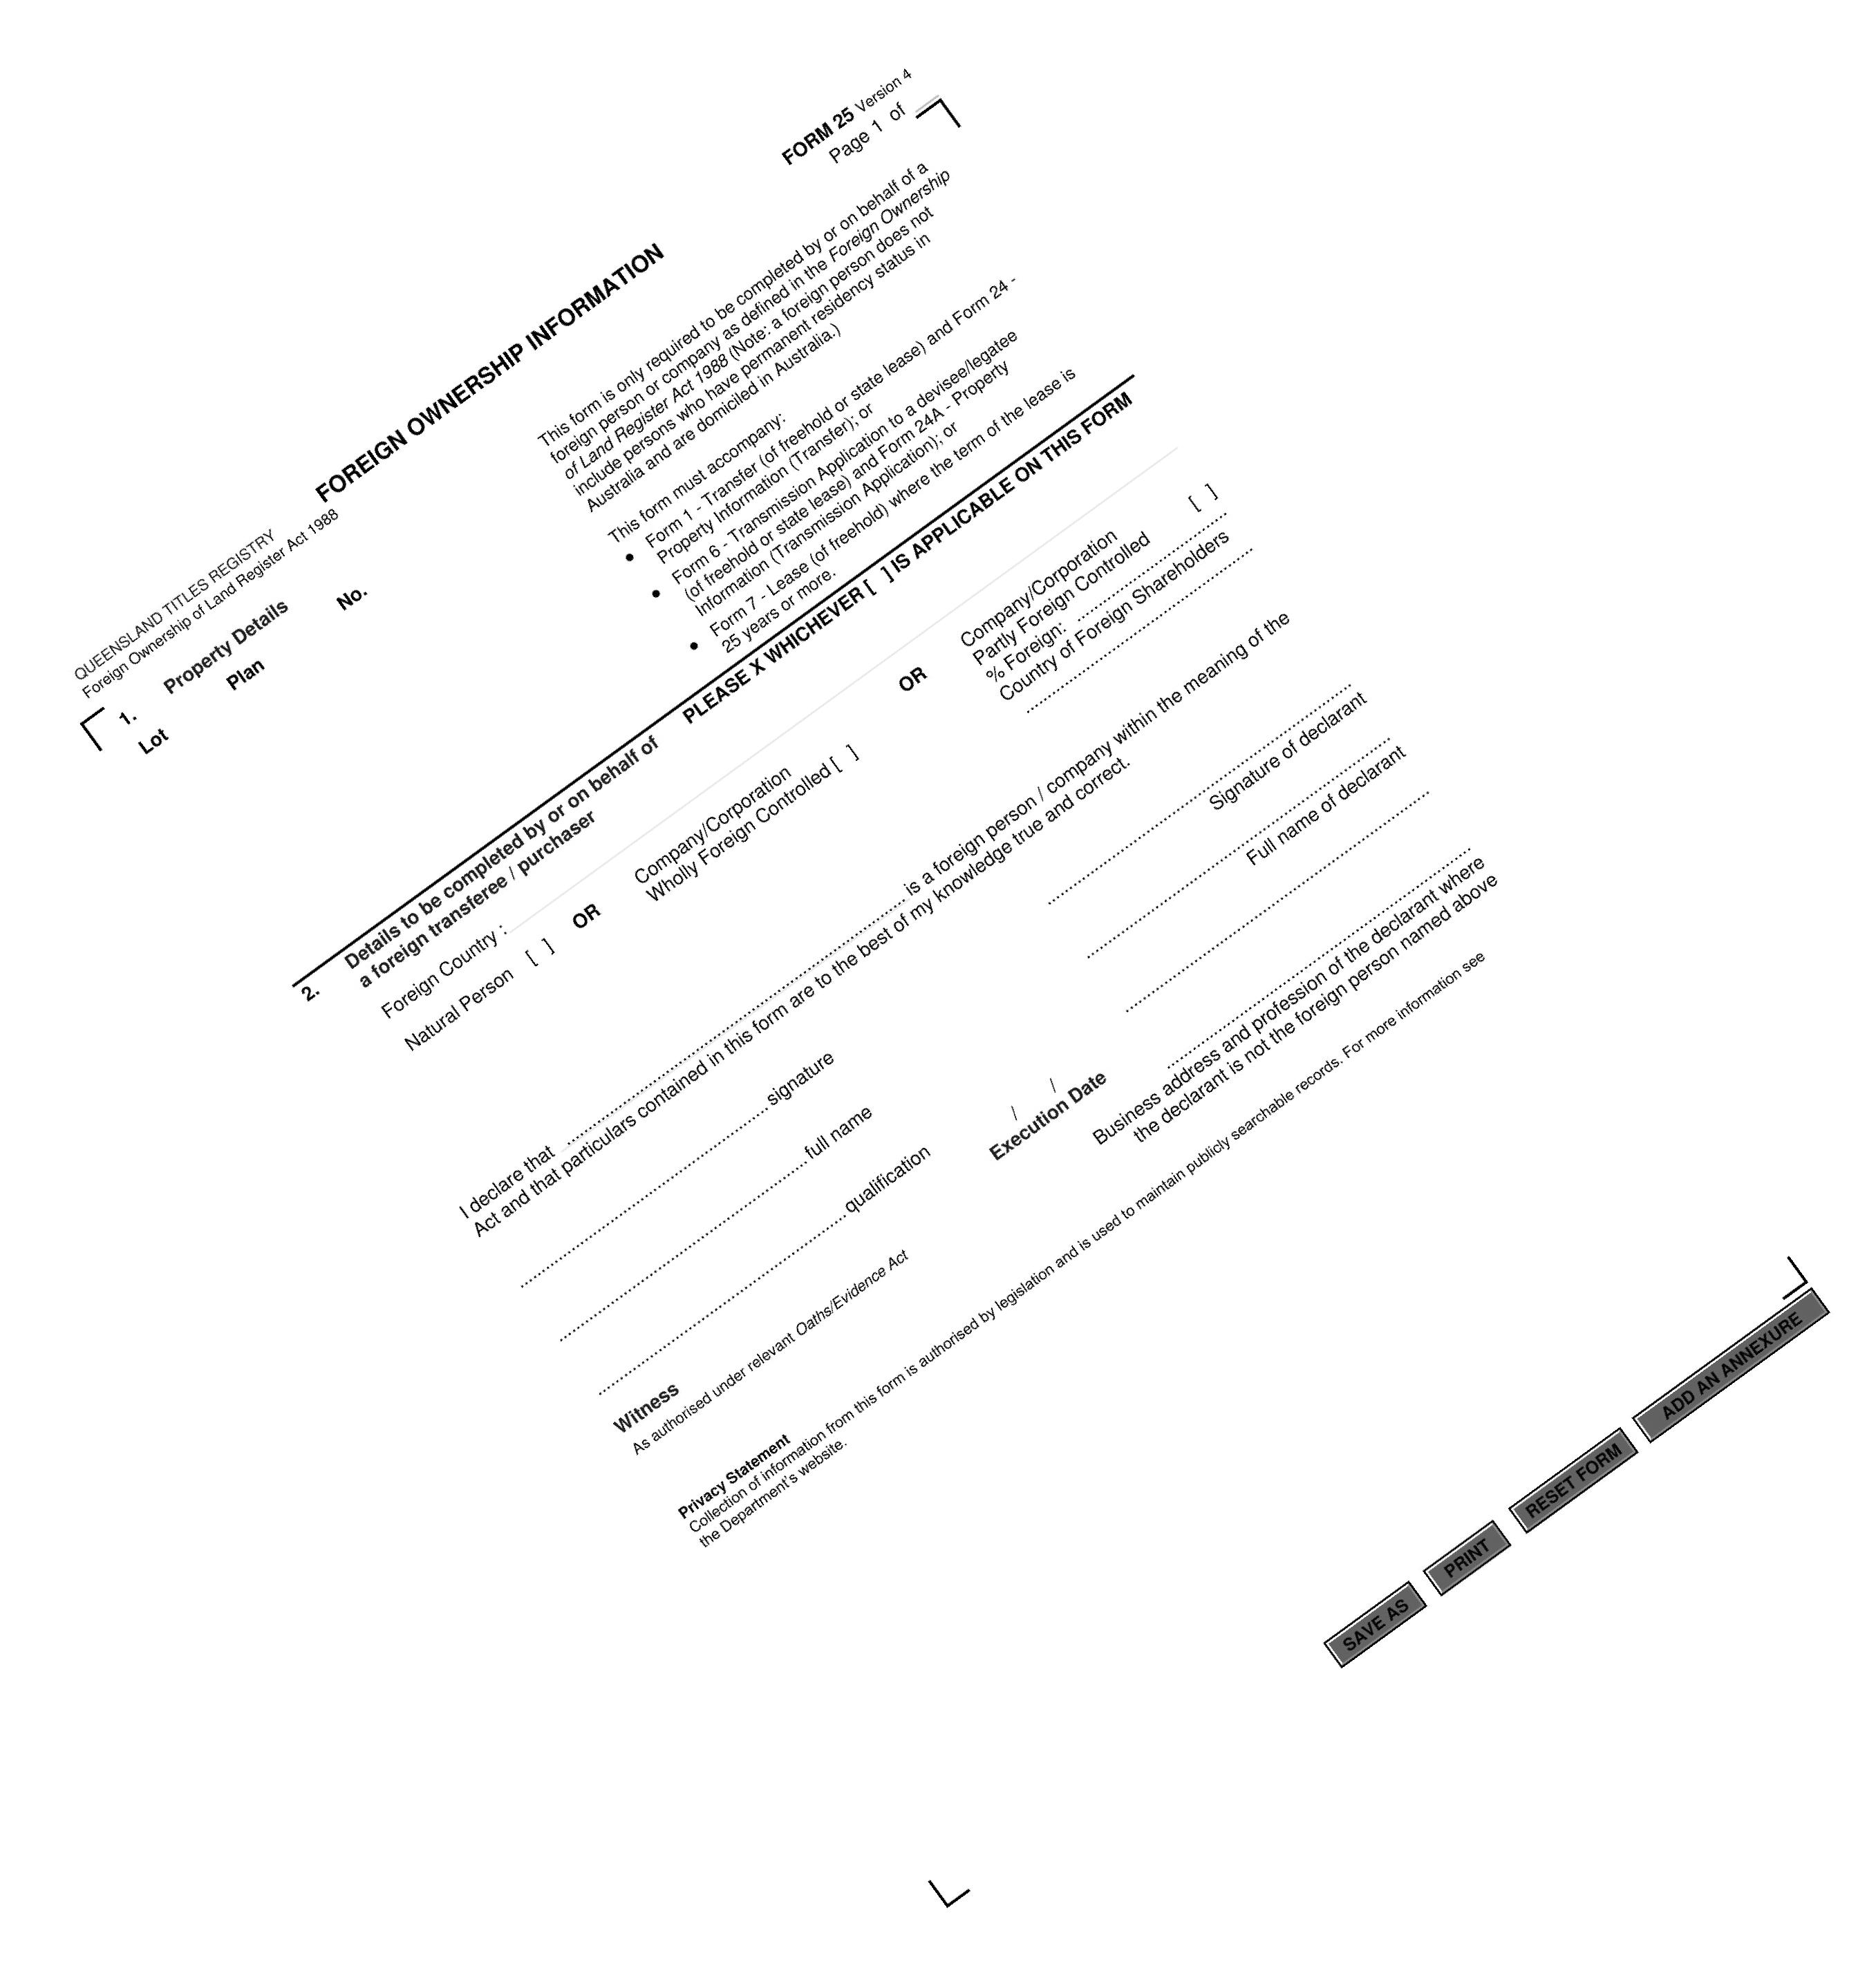 QUEENSLAND TITLES REGISTRY
Foreign Ownership of Land Register Act 1988
FOREIGN OWNERSHIP INFORMATION
FORM 25 Version 4
Page 1 of
1. Property Details
Lot Plan No.
This form is only required to be completed by or on behalf of a
foreign person or company as defined in the Foreign Ownership
of Land Register Act 1988 (Note: a foreign person does not
include persons who have permanent residency status in
Australia and are domiciled in Australia.)
This form must accompany:
• Form 1 - Transfer (of freehold or state lease) and Form 24 -
Property Information (Transfer); or
• Form 6 - Transmission Application to a devisee/legatee
(of freehold or state lease) and Form 24A - Property
Information (Transmission Application); or
• Form 7 - Lease (of freehold) where the term of the lease is
25 years or more.
2. Details to be completed by or on behalf of
a foreign transferee / purchaser
PLEASE X WHICHEVER [ ] IS APPLICABLE ON THIS FORM
Foreign Country :
Natural Person [ ]
OR
Company/Corporation
Wholly Foreign Controlled [ ]
OR
Company/Corporation
Partly Foreign Controlled [ ]
% Foreign: ....................
Country of Foreign Shareholders
....................
I declare that .................... is a foreign person / company within the meaning of the
Act and that particulars contained in this form are to the best of my knowledge true and correct.
.................... signature
.................... full name
.................... qualification
Witness
As authorised under relevant Oaths/Evidence Act
/ /
Execution Date
....................
Signature of declarant
....................
Full name of declarant
....................
....................
Business address and profession of the declarant where
the declarant is not the foreign person named above
Privacy Statement
Collection of information from this form is authorised by legislation and is used to maintain publicly searchable records. For more information see
the Department's website.
SAVE AS PRINT RESET FORM ADD AN ANNEXURE